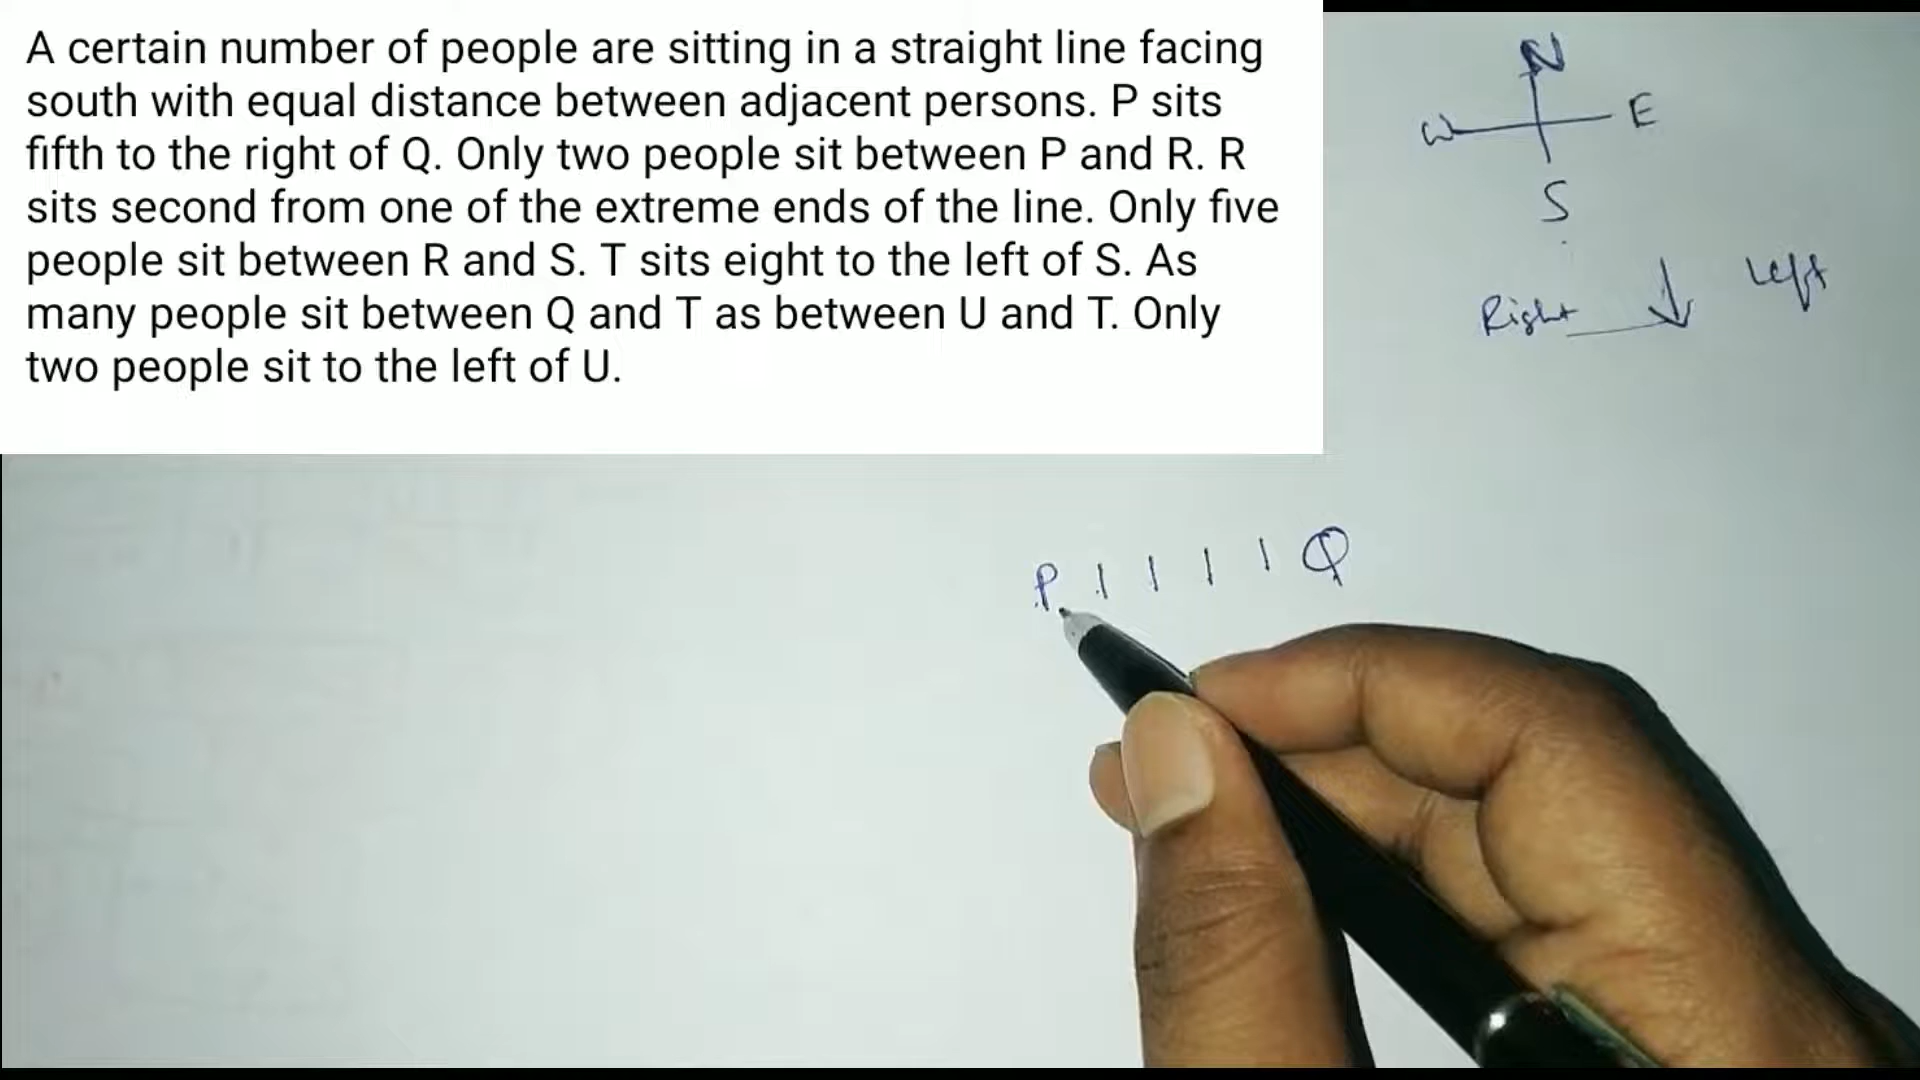 A certain number of people are sitting in a straight line facing
south with equal distance between adjacent persons. P sits
fifth to the right of Q. Only two people sit between P and R. R
sits second from one of the extreme ends of the line. Only five
people sit between R and S. T sits eight to the left of S. As
many people sit between Q and T as between U and T. Only
two people sit to the left of U.
N
W E
S
Right Left
P Q